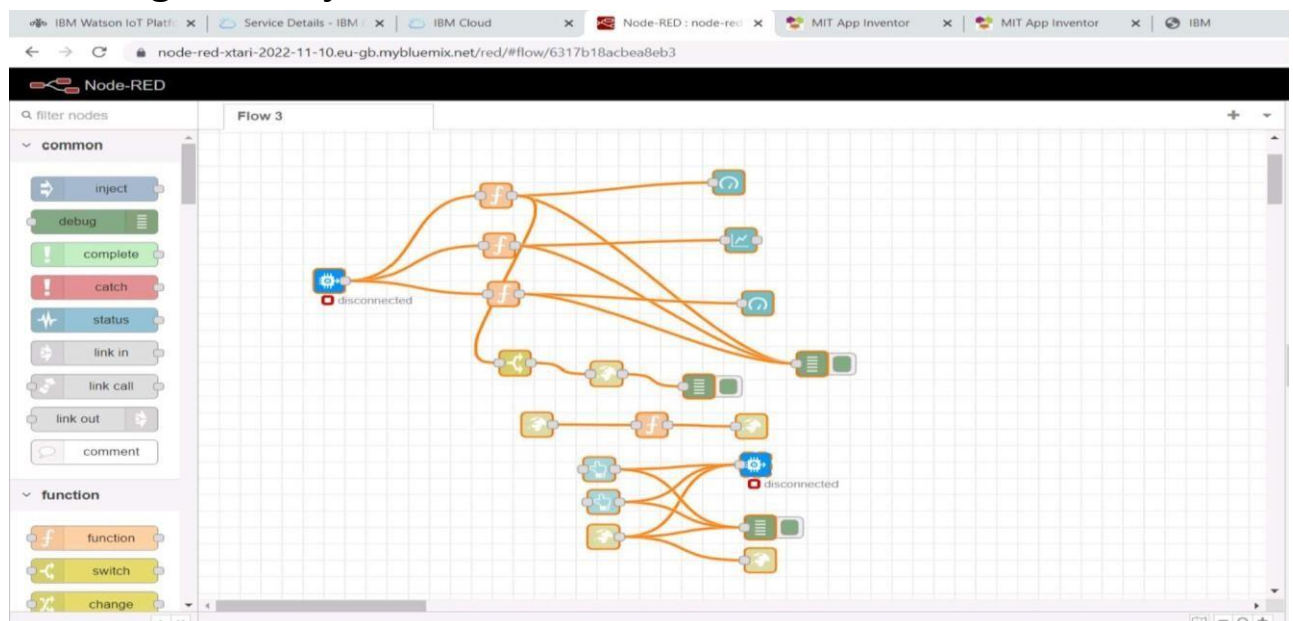 IBM Watson IoT Platf
Service Details - IBM
IBM Cloud
Node-RED : node-red
MIT App Inventor
MIT App Inventor
IBM
node-red-xtari-2022-11-10.eu-gb.mybluemix.net/red/#flow/6317b18acbea8eb3
Node-RED
filter nodes
Flow 3
common
inject
debug
complete
catch
status
link in
link call
link out
comment
function
function
switch
change
disconnected
disconnected